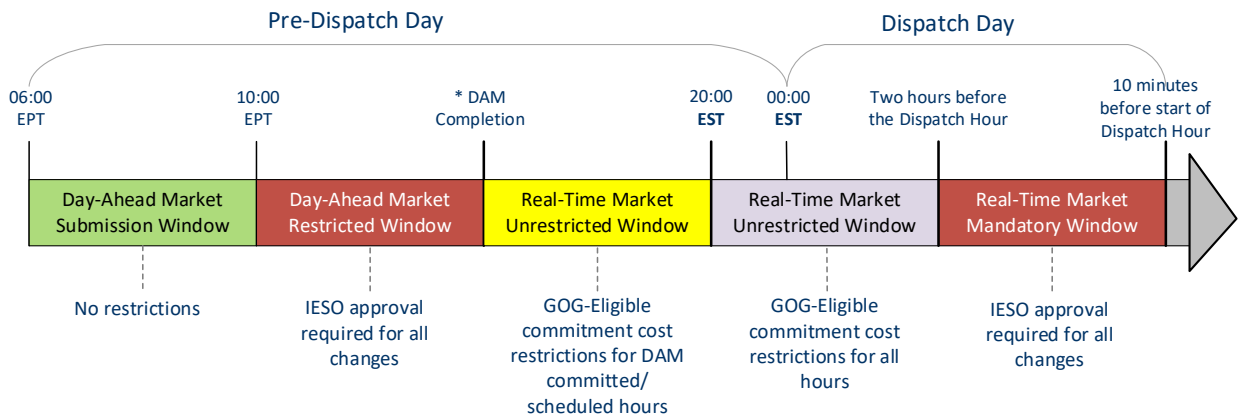 Pre-Dispatch Day
Dispatch Day
06:00
EPT
10:00
EPT
* DAM
Completion
20:00
EST
00:00
EST
Two hours before
the Dispatch Hour
10 minutes
before start of
Dispatch Hour
Day-Ahead Market
Submission Window
Day-Ahead Market
Restricted Window
Real-Time Market
Unrestricted Window
Real-Time Market
Unrestricted Window
Real-Time Market
Mandatory Window
No restrictions
IESO approval
required for all
changes
GOG-Eligible
commitment cost
restrictions for DAM
committed/
scheduled hours
GOG-Eligible
commitment cost
restrictions for all
hours
IESO approval
required for all
changes